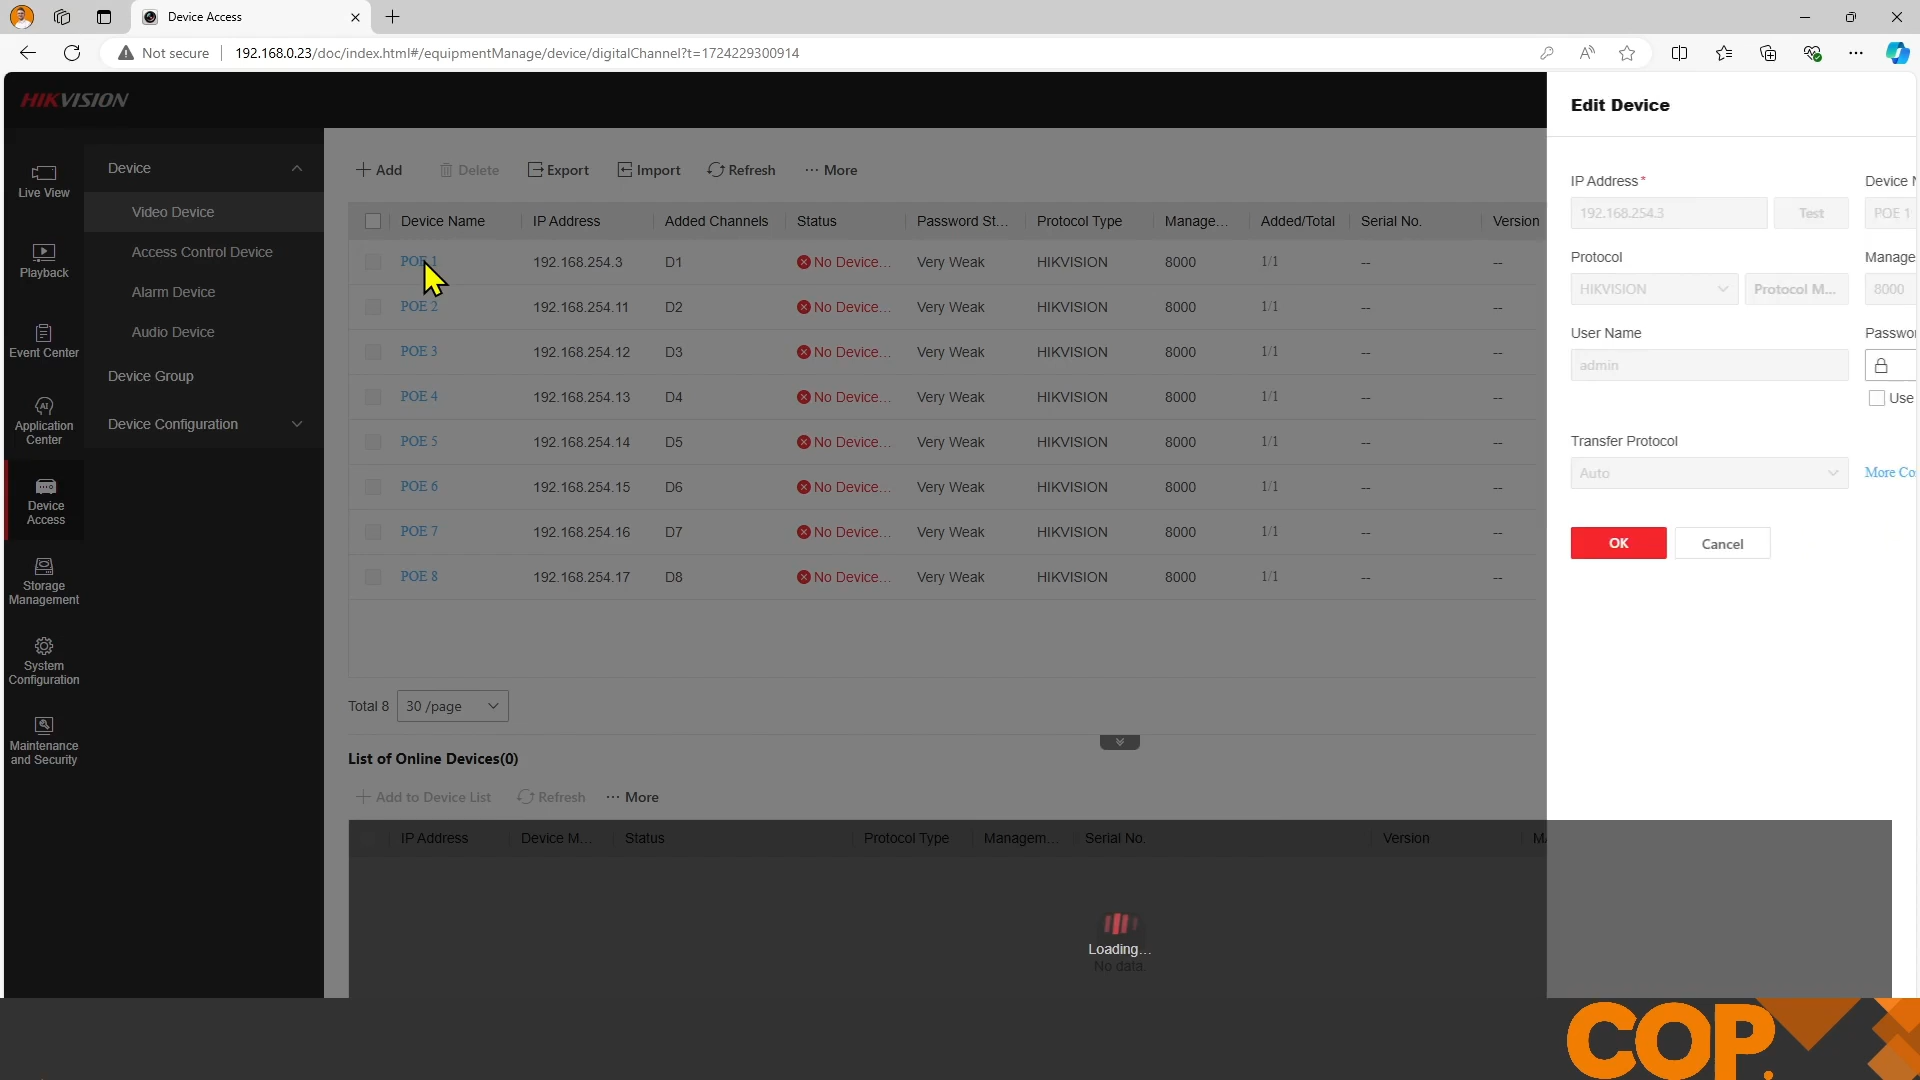 Device Access
Not secure
192.168.0.23/doc/index.html#/equipmentManage/device/digitalChannel?t=1724229300914
HIKVISION
Live View
Playback
Event Center
Application Center
Device Access
Storage Management
System Configuration
Maintenance and Security
Device
Video Device
Access Control Device
Alarm Device
Audio Device
Device Group
Device Configuration
Add Delete Export Import Refresh ··· More
Device Name IP Address Added Channels Status Password St... Protocol Type Manage... Added/Total Serial No. Version
POE 1 192.168.254.3 D1 No Device... Very Weak HIKVISION 8000 1/1 -- --
POE 2 192.168.254.11 D2 No Device... Very Weak HIKVISION 8000 1/1 -- --
POE 3 192.168.254.12 D3 No Device... Very Weak HIKVISION 8000 1/1 -- --
POE 4 192.168.254.13 D4 No Device... Very Weak HIKVISION 8000 1/1 -- --
POE 5 192.168.254.14 D5 No Device... Very Weak HIKVISION 8000 1/1 -- --
POE 6 192.168.254.15 D6 No Device... Very Weak HIKVISION 8000 1/1 -- --
POE 7 192.168.254.16 D7 No Device... Very Weak HIKVISION 8000 1/1 -- --
POE 8 192.168.254.17 D8 No Device... Very Weak HIKVISION 8000 1/1 -- --
Total 8 30 /page
List of Online Devices(0)
Add to Device List Refresh ··· More
IP Address Device M... Status Protocol Type Managem... Serial No. Version M
Loading...
No data.
Edit Device
IP Address* Device N
192.168.254.3 Test POE 1
Protocol Manage
HIKVISION Protocol M... 8000
User Name Passwo
admin
Use
Transfer Protocol
Auto More Co
OK Cancel
COP.